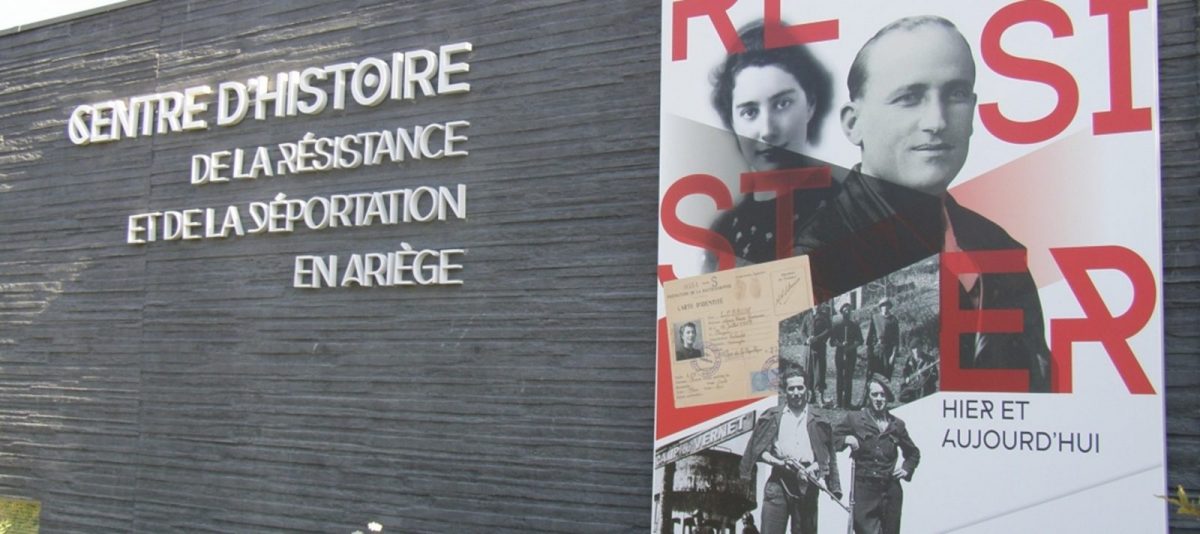 CENTRE D'HISTOIRE
DE LA RÉSISTANCE
ET DE LA DÉPORTATION
EN ARIÈGE
RE
SI
ST
ER
HIER ET
AUJOURD'HUI
CARTE D'IDENTITÉ
VERNET